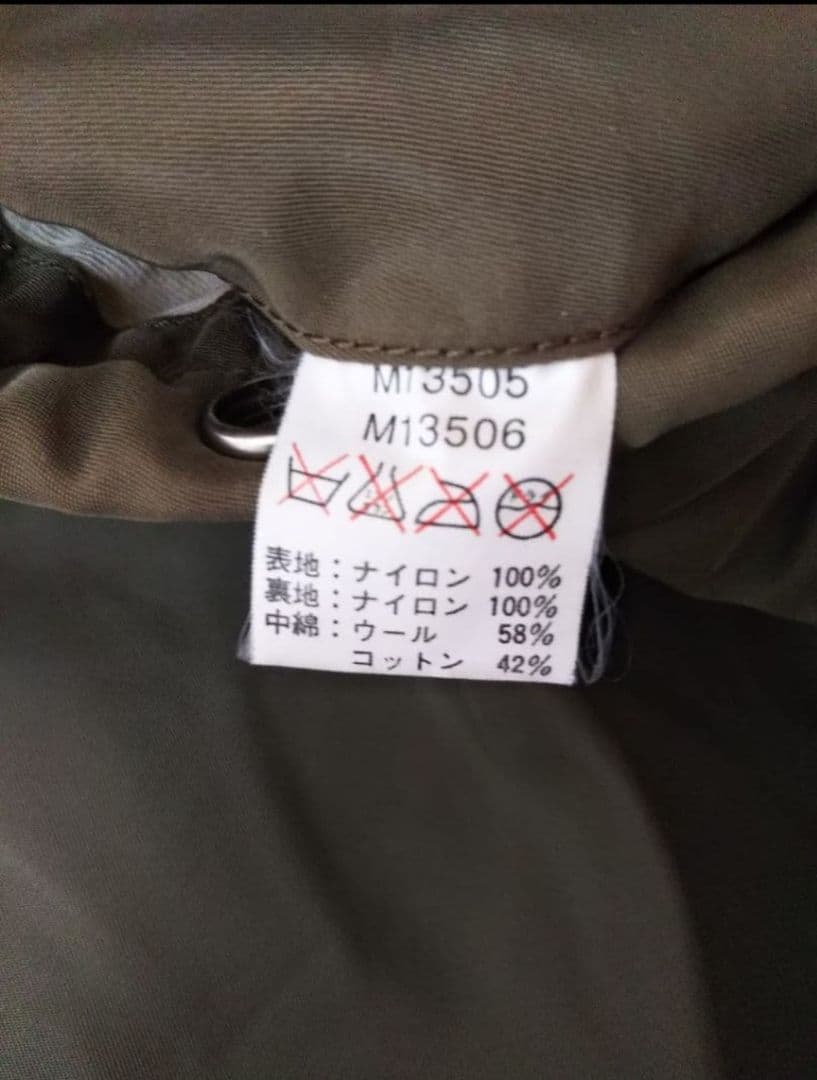 M13505
M13506
表地：ナイロン 100%
裏地：ナイロン 100%
中綿：ウール 58%
コットン 42%